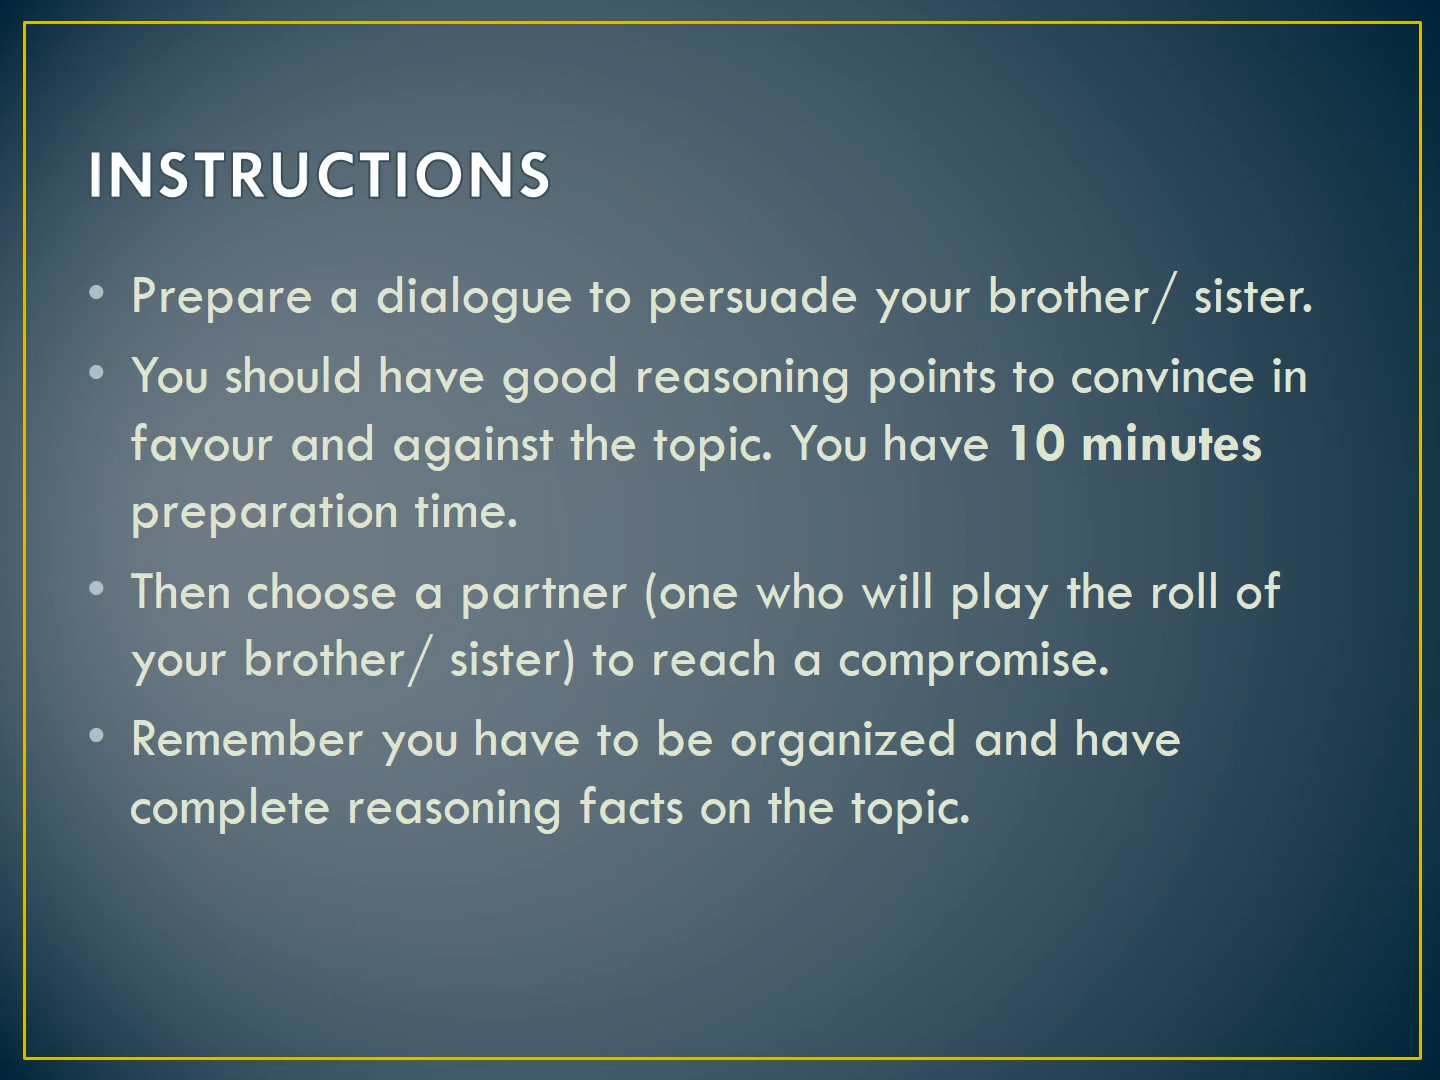 INSTRUCTIONS
• Prepare a dialogue to persuade your brother/ sister.
• You should have good reasoning points to convince in
favour and against the topic. You have 10 minutes
preparation time.
• Then choose a partner (one who will play the roll of
your brother/ sister) to reach a compromise.
• Remember you have to be organized and have
complete reasoning facts on the topic.